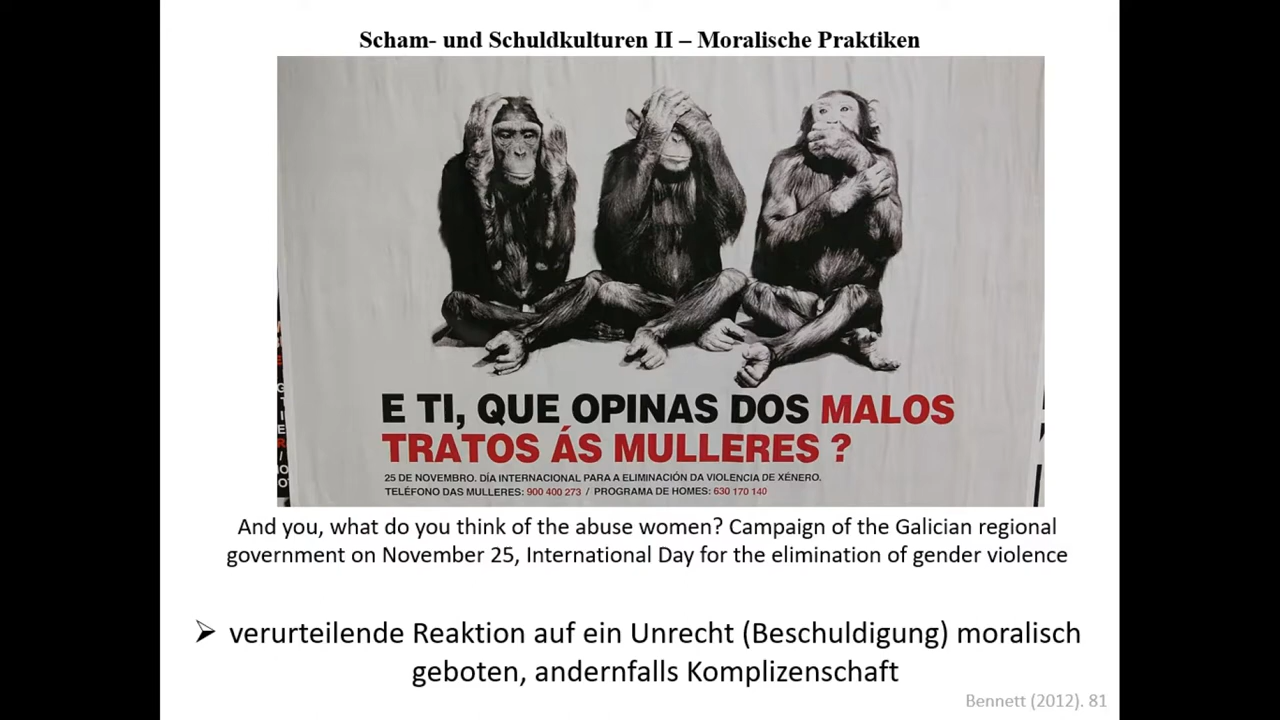 Scham- und Schuldkulturen II – Moralische Praktiken
E TI, QUE OPINAS DOS MALOS
TRATOS ÁS MULLERES ?
25 DE NOVEMBRO. DÍA INTERNACIONAL PARA A ELIMINACIÓN DA VIOLENCIA DE XÉNERO.
TELÉFONO DAS MULLERES: 900 400 273 / PROGRAMA DE HOMES: 630 170 140
And you, what do you think of the abuse women? Campaign of the Galician regional
government on November 25, International Day for the elimination of gender violence
➢ verurteilende Reaktion auf ein Unrecht (Beschuldigung) moralisch
geboten, andernfalls Komplizenschaft
Bennett (2012). 81